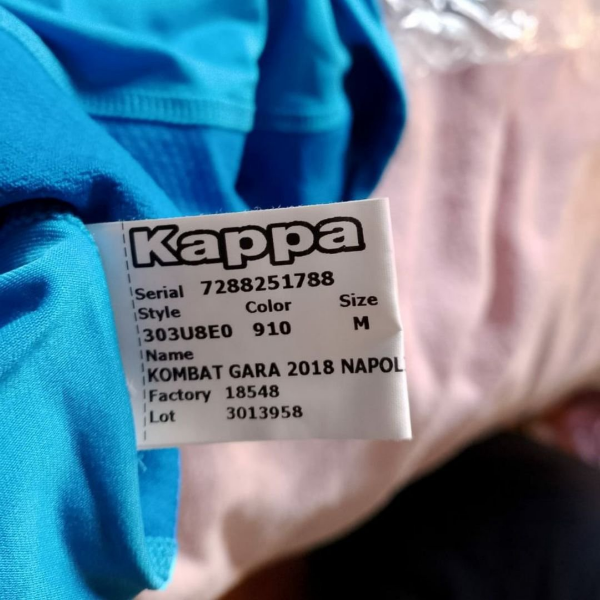 Kappa
Serial 7288251788
Style Color Size
303U8E0 910 M
Name
KOMBAT GARA 2018 NAPOL
Factory 18548
Lot 3013958